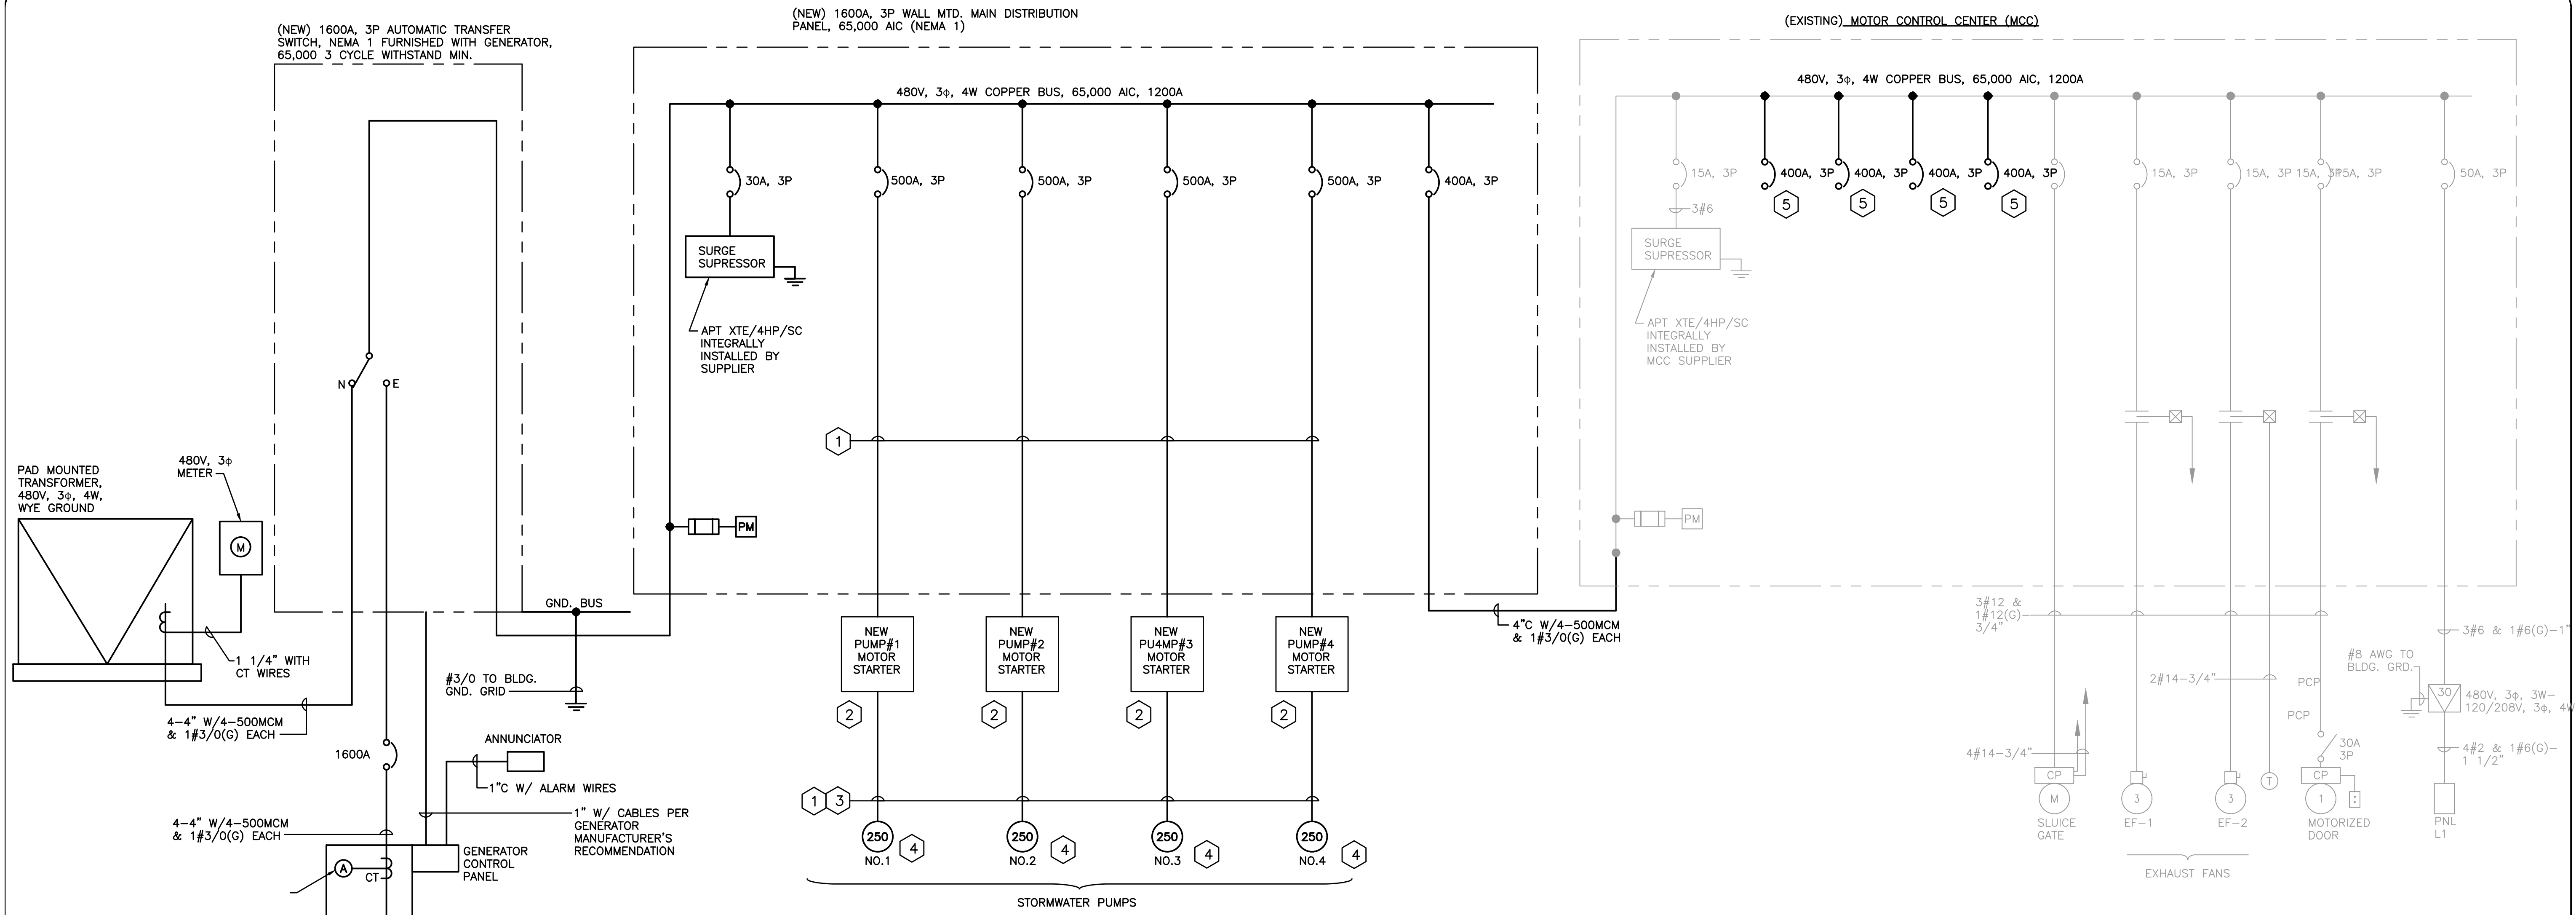 (NEW) 1600A, 3P AUTOMATIC TRANSFER
SWITCH, NEMA 1 FURNISHED WITH GENERATOR,
65,000 3 CYCLE WITHSTAND MIN.
(NEW) 1600A, 3P WALL MTD. MAIN DISTRIBUTION
PANEL, 65,000 AIC (NEMA 1)
(EXISTING) MOTOR CONTROL CENTER (MCC)
480V, 3ϕ, 4W COPPER BUS, 65,000 AIC, 1200A
30A, 3P
500A, 3P
500A, 3P
500A, 3P
500A, 3P
400A, 3P
SURGE
SUPRESSOR
APT XTE/4HP/SC
INTEGRALLY
INSTALLED BY
SUPPLIER
1
PM
N
E
PAD MOUNTED
TRANSFORMER,
480V, 3ϕ, 4W,
WYE GROUND
480V, 3ϕ
METER
M
1 1/4" WITH
CT WIRES
4-4" W/4-500MCM
& 1#3/0(G) EACH
GND. BUS
#3/0 TO BLDG.
GND. GRID
1600A
ANNUNCIATOR
1"C W/ ALARM WIRES
1" W/ CABLES PER
GENERATOR
MANUFACTURER'S
RECOMMENDATION
4-4" W/4-500MCM
& 1#3/0(G) EACH
A
CT
GENERATOR
CONTROL
PANEL
NEW
PUMP#1
MOTOR
STARTER
NEW
PUMP#2
MOTOR
STARTER
NEW
PU4MP#3
MOTOR
STARTER
NEW
PUMP#4
MOTOR
STARTER
2
2
2
2
1 3
250
250
250
250
4
4
4
4
NO.1
NO.2
NO.3
NO.4
STORMWATER PUMPS
4"C W/4-500MCM
& 1#3/0(G) EACH
480V, 3ϕ, 4W COPPER BUS, 65,000 AIC, 1200A
15A, 3P
400A, 3P
400A, 3P
400A, 3P
400A, 3P
15A, 3P
15A, 3P
15A, 3P
15A, 3P
50A, 3P
5
5
5
5
3#6
SURGE
SUPRESSOR
APT XTE/4HP/SC
INTEGRALLY
INSTALLED BY
MCC SUPPLIER
PM
3#12 &
1#12(G)
3/4"
2#14-3/4"
4#14-3/4"
PCP
PCP
#8 AWG TO
BLDG. GRD.
3#6 & 1#6(G)-1"
30
480V, 3ϕ, 3W-
120/208V, 3ϕ, 4W
4#2 & 1#6(G)-
1 1/2"
30A
3P
CP
M
SLUICE
GATE
3
EF-1
3
EF-2
T
CP
1
MOTORIZED
DOOR
PNL
L1
EXHAUST FANS